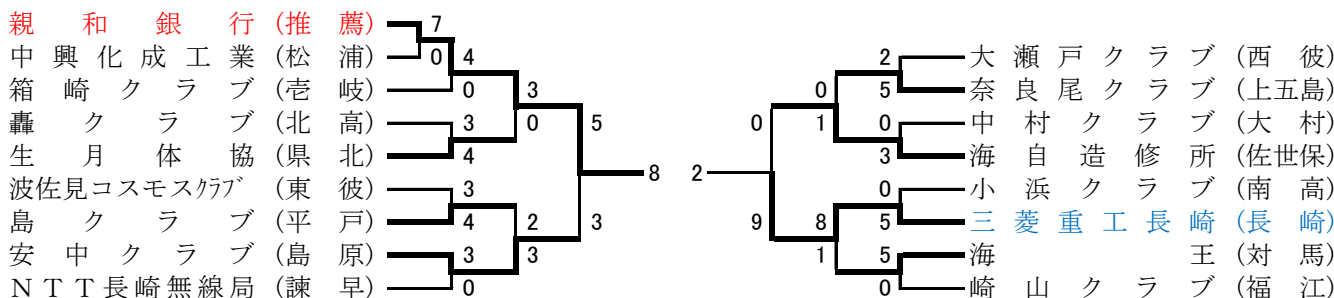 親和銀行(推薦) 7
中興化成工業(松浦) 0 4
箱崎クラブ(壱岐) 0 3
轟クラブ(北高) 3 0 5
生月体協(県北) 4
8
波佐見コスモスクラブ(東彼) 3
島クラブ(平戸) 4 2 3
安中クラブ(島原) 3 3
NTT長崎無線局(諫早) 0
2 大瀬戸クラブ(西彼)
0 5 奈良尾クラブ(上五島)
0 1 0 中村クラブ(大村)
3 海自造修所(佐世保)
2
0 小浜クラブ(南高)
9 8 5 三菱重工長崎(長崎)
1 5 海王(対馬)
0 崎山クラブ(福江)